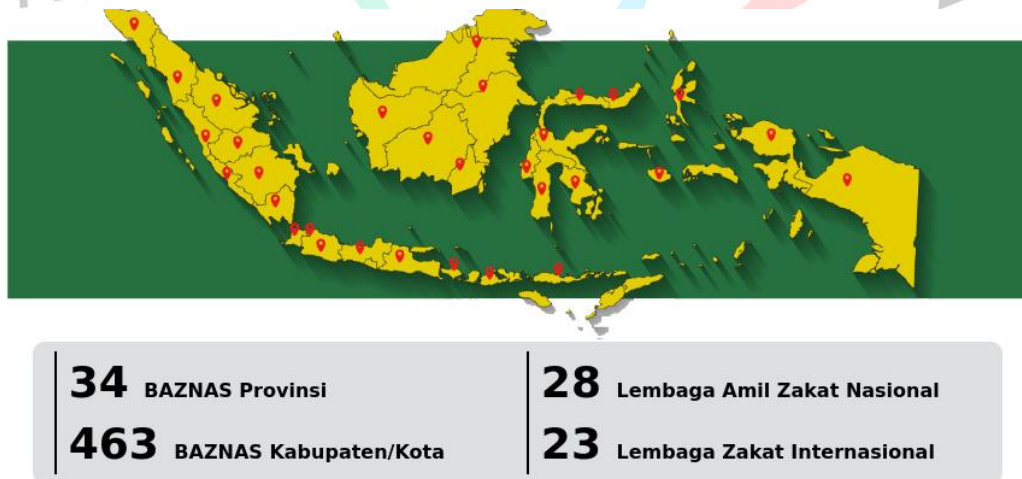 34 BAZNAS Provinsi
463 BAZNAS Kabupaten/Kota
28 Lembaga Amil Zakat Nasional
23 Lembaga Zakat Internasional